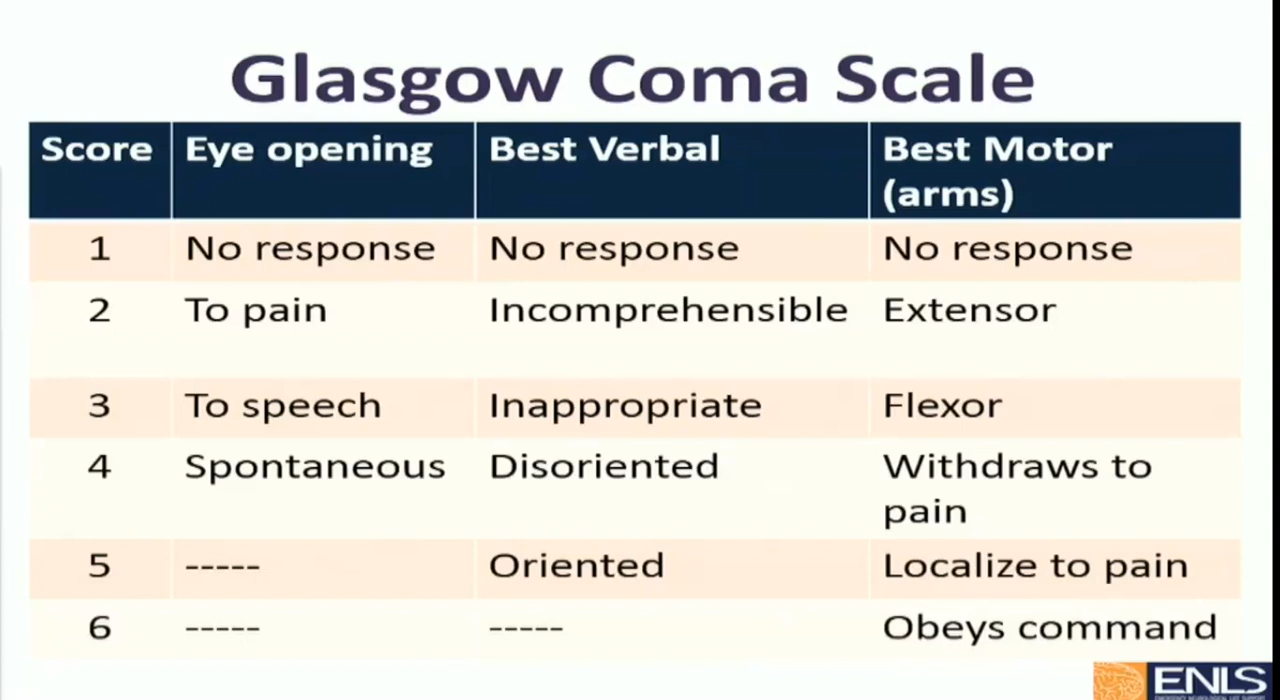 Glasgow Coma Scale
Score Eye opening Best Verbal Best Motor
(arms)
1 No response No response No response
2 To pain Incomprehensible Extensor
3 To speech Inappropriate Flexor
4 Spontaneous Disoriented Withdraws to
pain
5 ----- Oriented Localize to pain
6 ----- ----- Obeys command
ENLS